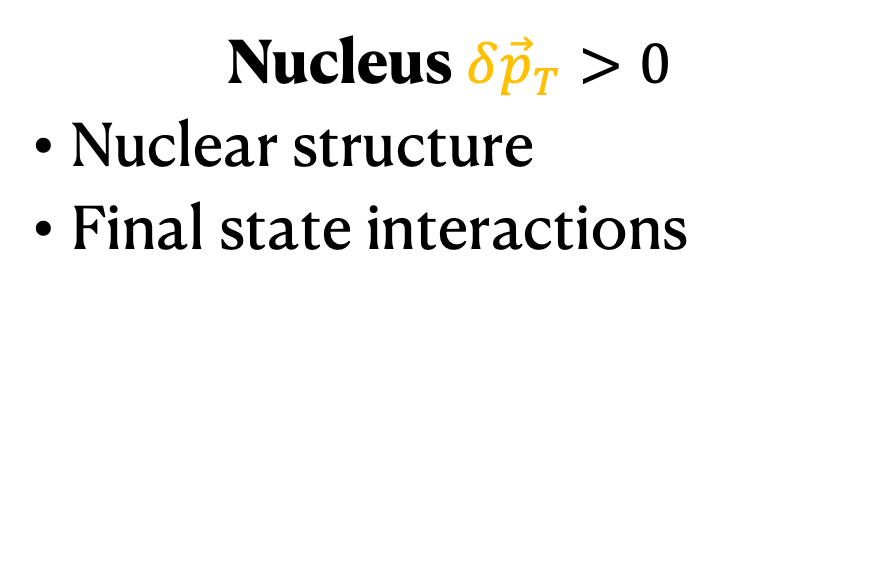 Nucleus δp⃗_T > 0
• Nuclear structure
• Final state interactions